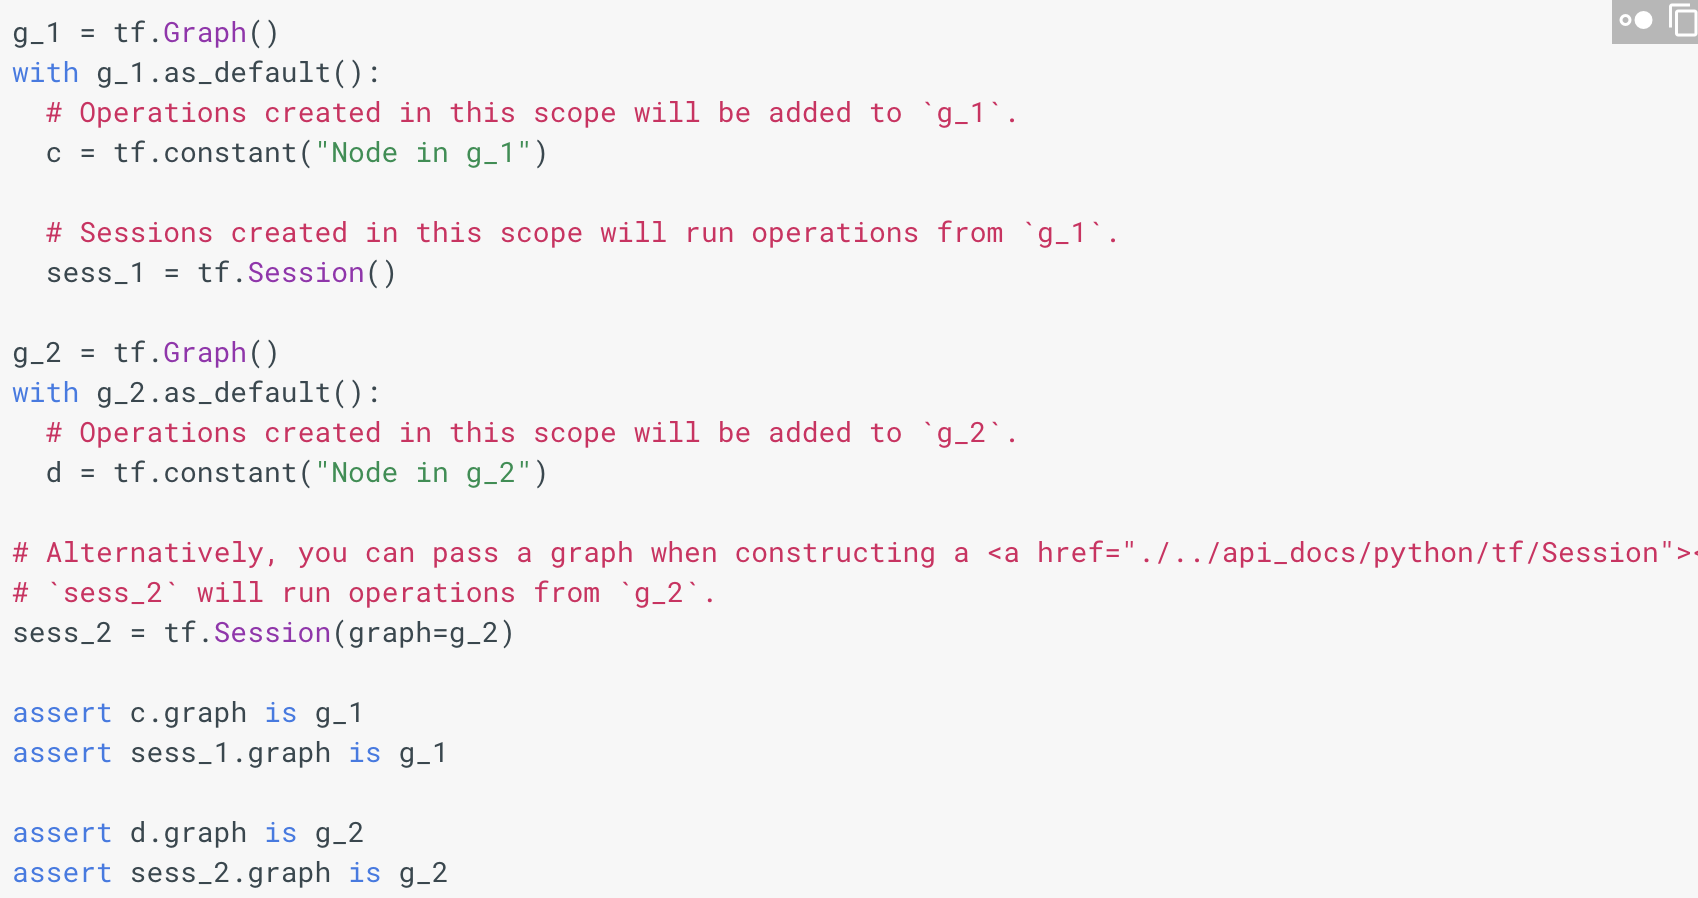 g_1 = tf.Graph()
with g_1.as_default():
  # Operations created in this scope will be added to `g_1`.
  c = tf.constant("Node in g_1")

  # Sessions created in this scope will run operations from `g_1`.
  sess_1 = tf.Session()

g_2 = tf.Graph()
with g_2.as_default():
  # Operations created in this scope will be added to `g_2`.
  d = tf.constant("Node in g_2")

# Alternatively, you can pass a graph when constructing a <a href="./../api_docs/python/tf/Session"><
# `sess_2` will run operations from `g_2`.
sess_2 = tf.Session(graph=g_2)

assert c.graph is g_1
assert sess_1.graph is g_1

assert d.graph is g_2
assert sess_2.graph is g_2